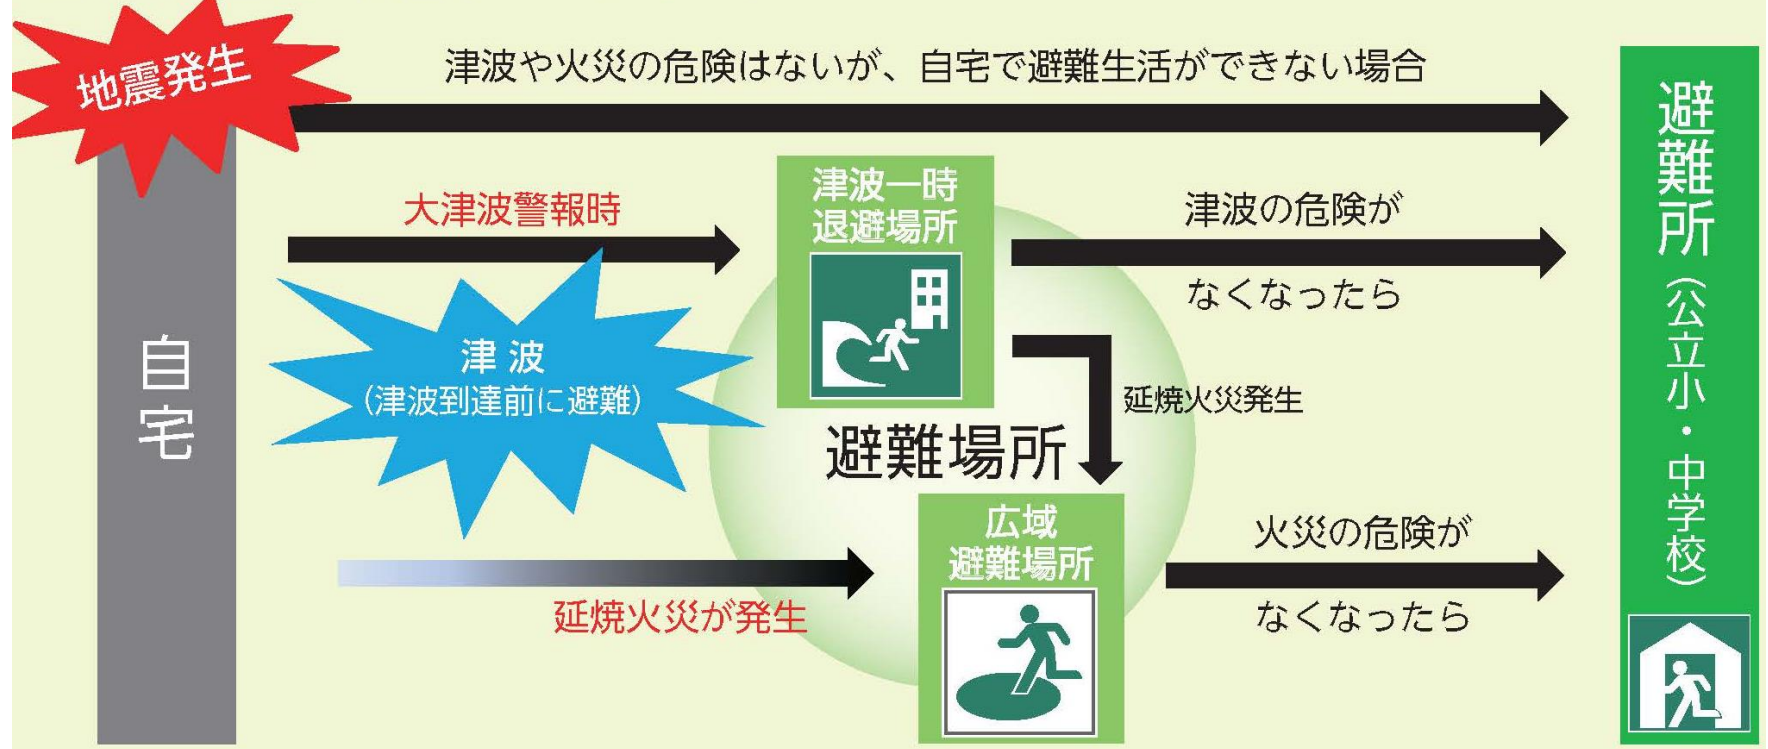 地震発生
自宅
津波や火災の危険はないが、自宅で避難生活ができない場合
大津波警報時
津波
(津波到達前に避難)
津波一時
退避場所
津波の危険が
なくなったら
延焼火災発生
避難場所
延焼火災が発生
広域
避難場所
火災の危険が
なくなったら
避難所(公立小・中学校)